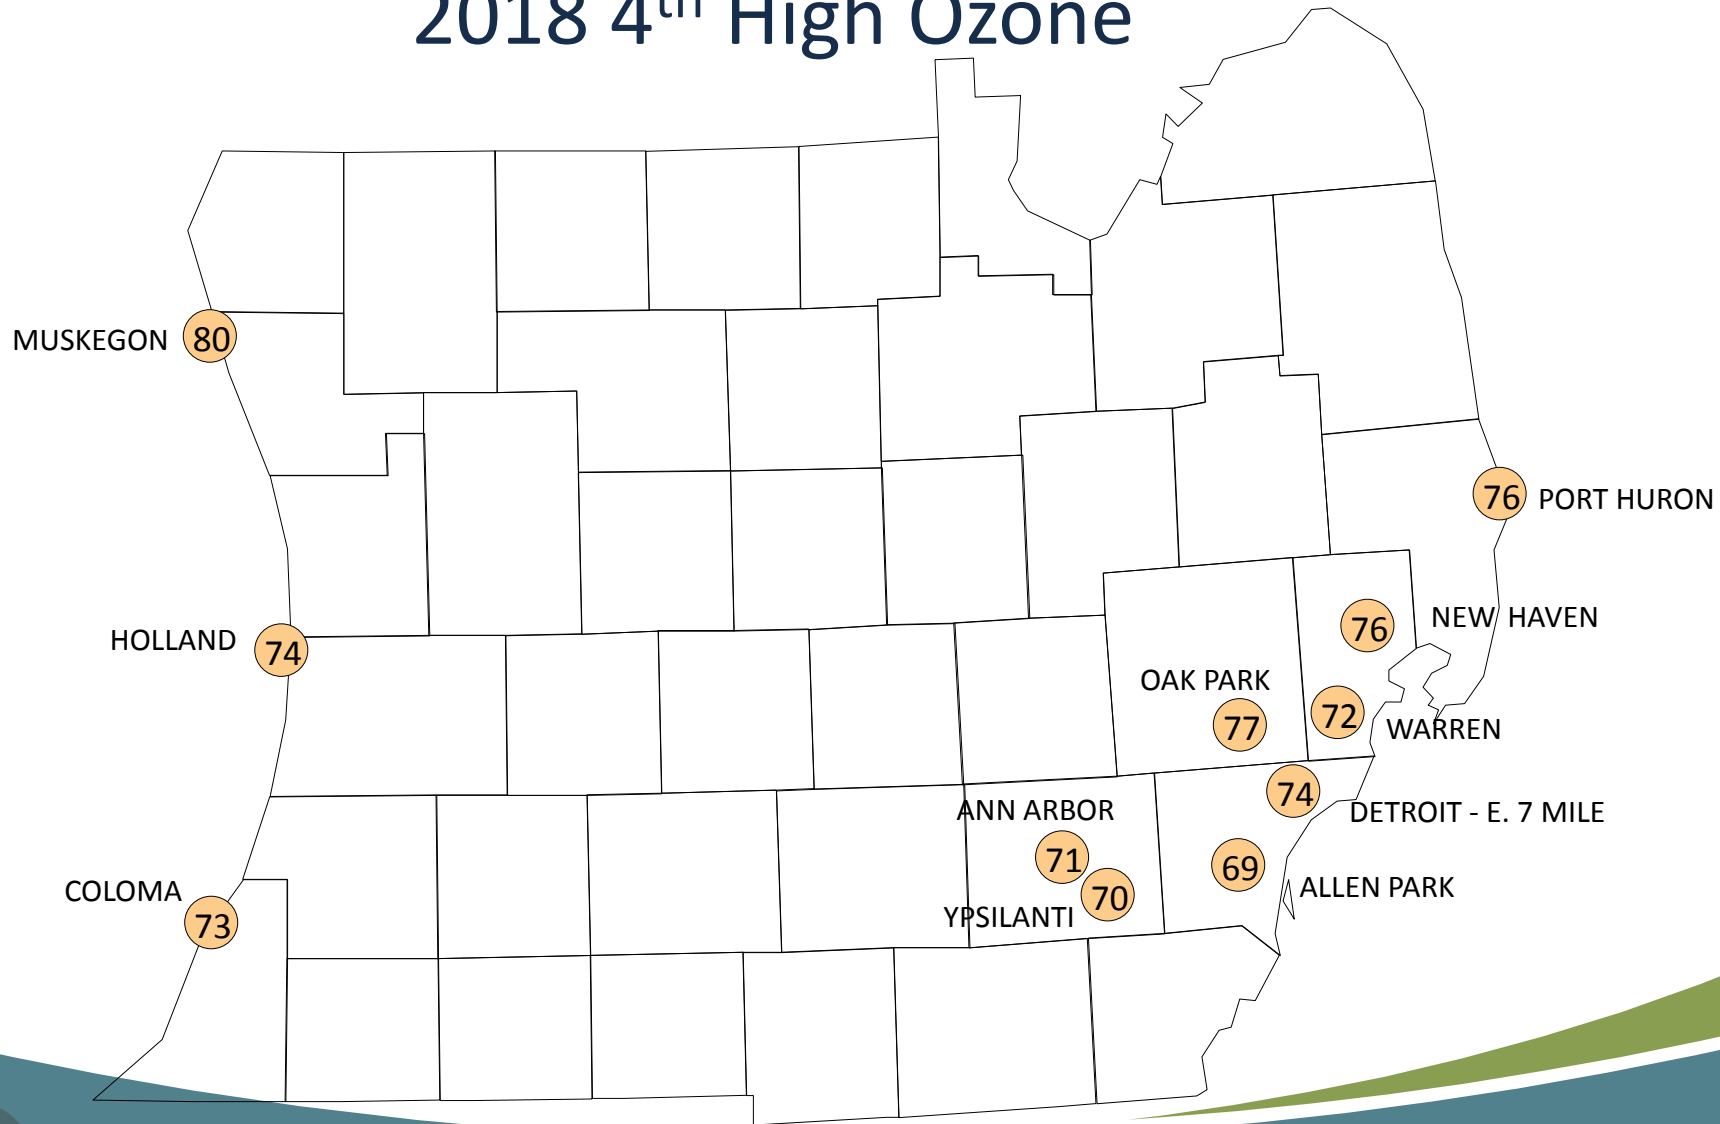 2018 4th High Ozone
MUSKEGON 80
76 PORT HURON
76 NEW HAVEN
HOLLAND 74
OAK PARK
77
72 WARREN
74 DETROIT - E. 7 MILE
ANN ARBOR
71
69 ALLEN PARK
COLOMA 73
70
YPSILANTI